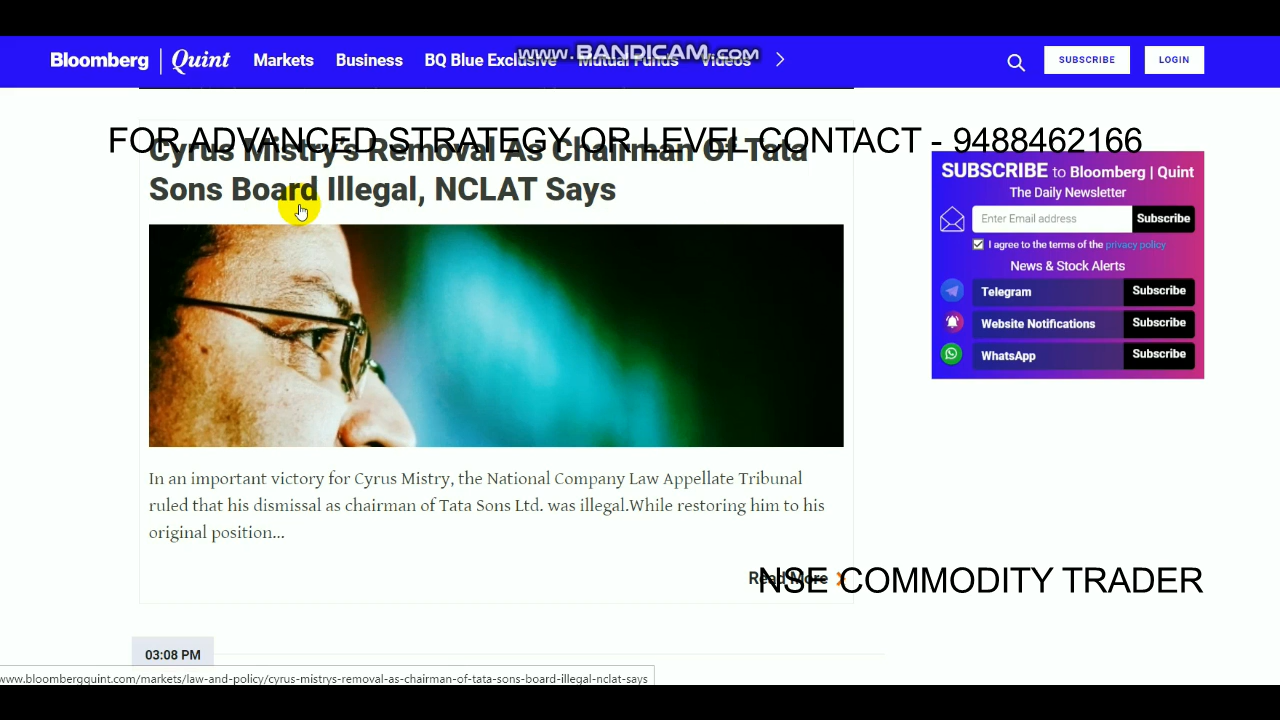 Bloomberg | Quint Markets Business BQ Blue Exclusive Mutual Funds Videos SUBSCRIBE LOGIN
www.BANDICAM.COM
FOR ADVANCED STRATEGY OR LEVEL CONTACT - 9488462166
Cyrus Mistry's Removal As Chairman Of Tata
Sons Board Illegal, NCLAT Says
In an important victory for Cyrus Mistry, the National Company Law Appellate Tribunal
ruled that his dismissal as chairman of Tata Sons Ltd. was illegal.While restoring him to his
original position...
Read More
NSE COMMODITY TRADER
03:08 PM
SUBSCRIBE to Bloomberg | Quint
The Daily Newsletter
Enter Email address Subscribe
I agree to the terms of the privacy policy
News & Stock Alerts
Telegram Subscribe
Website Notifications Subscribe
WhatsApp Subscribe
www.bloombergquint.com/markets/law-and-policy/cyrus-mistrys-removal-as-chairman-of-tata-sons-board-illegal-nclat-says